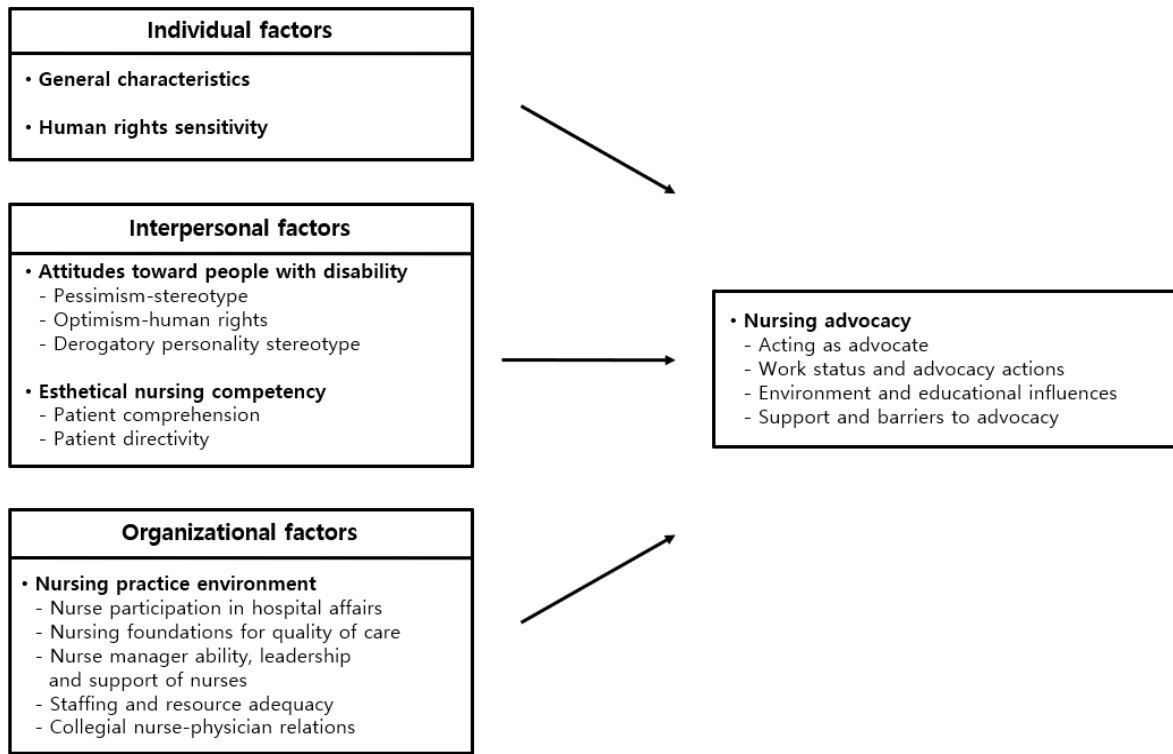 Individual factors
• General characteristics
• Human rights sensitivity
Interpersonal factors
• Attitudes toward people with disability
- Pessimism-stereotype
- Optimism-human rights
- Derogatory personality stereotype
• Esthetical nursing competency
- Patient comprehension
- Patient directivity
Organizational factors
• Nursing practice environment
- Nurse participation in hospital affairs
- Nursing foundations for quality of care
- Nurse manager ability, leadership
and support of nurses
- Staffing and resource adequacy
- Collegial nurse-physician relations
• Nursing advocacy
- Acting as advocate
- Work status and advocacy actions
- Environment and educational influences
- Support and barriers to advocacy